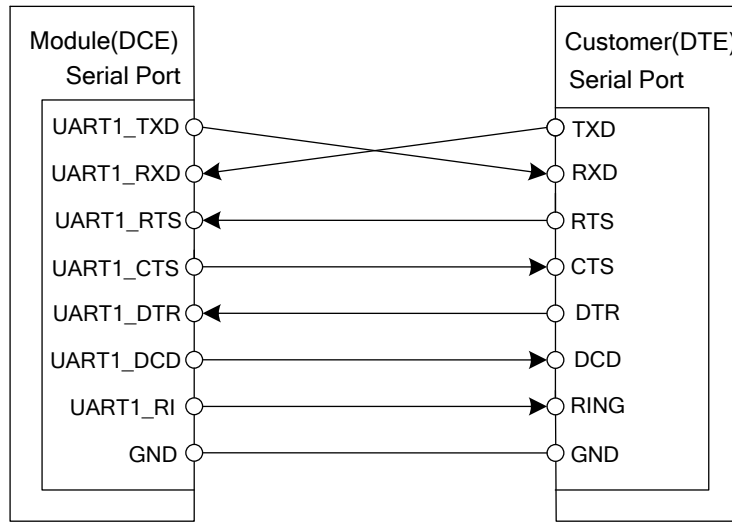 Module(DCE)
Serial Port
UART1_TXD
UART1_RXD
UART1_RTS
UART1_CTS
UART1_DTR
UART1_DCD
UART1_RI
GND
Customer(DTE)
Serial Port
TXD
RXD
RTS
CTS
DTR
DCD
RING
GND